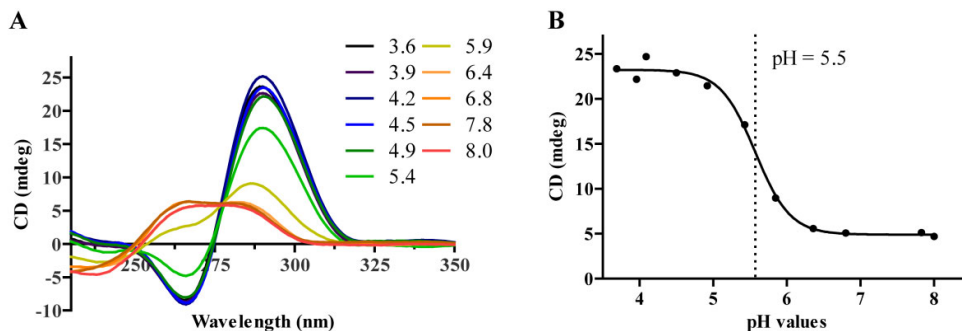 A
3.6 5.9
3.9 6.4
4.2 6.8
4.5 7.8
4.9 8.0
5.4
CD (mdeg)
25
20
15
10
5
0
-5
-10
250 275 300 325 350
Wavelength (nm)
B
pH = 5.5
CD (mdeg)
25
20
15
10
5
0
4 5 6 7 8
pH values